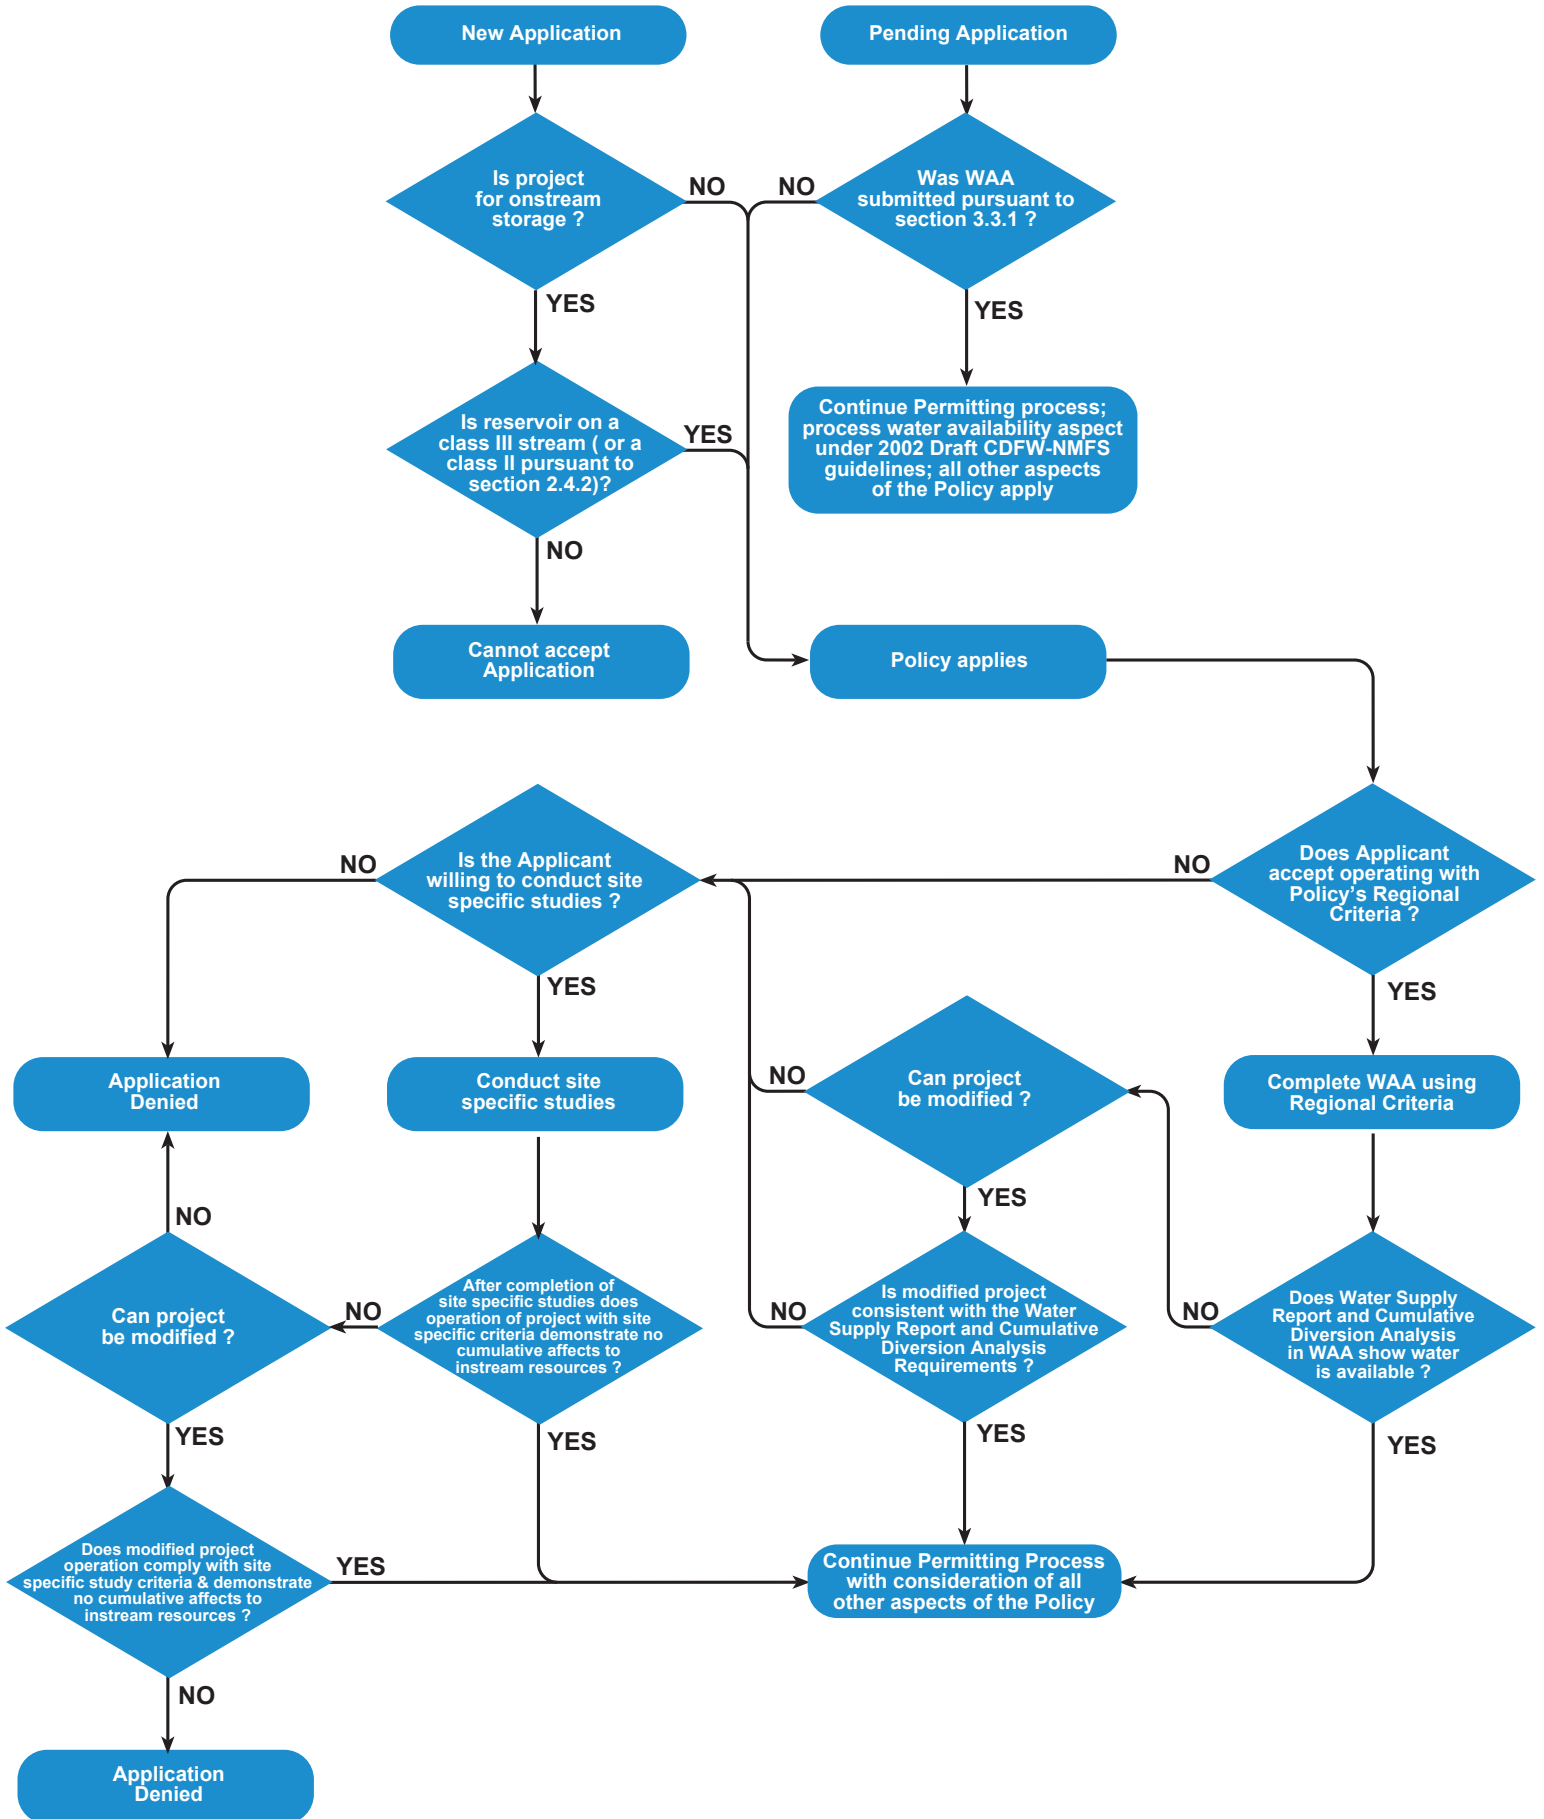 New Application
Pending Application
Is project
for onstream
storage ?
NO
NO
Was WAA
submitted pursuant to
section 3.3.1 ?
YES
YES
Is reservoir on a
class III stream ( or a
class II pursuant to
section 2.4.2)?
YES
Continue Permitting process;
process water availability aspect
under 2002 Draft CDFW-NMFS
guidelines; all other aspects
of the Policy apply
NO
Cannot accept
Application
Policy applies
NO
Is the Applicant
willing to conduct site
specific studies ?
NO
Does Applicant
accept operating with
Policy's Regional
Criteria ?
YES
YES
Application
Denied
Conduct site
specific studies
NO
Can project
be modified ?
Complete WAA using
Regional Criteria
NO
YES
Can project
be modified ?
NO
After completion of
site specific studies does
operation of project with site
specific criteria demonstrate no
cumulative affects to
instream resources ?
NO
Is modified project
consistent with the Water
Supply Report and Cumulative
Diversion Analysis
Requirements ?
NO
Does Water Supply
Report and Cumulative
Diversion Analysis
in WAA show water
is available ?
YES
YES
YES
YES
Does modified project
operation comply with site
specific study criteria & demonstrate
no cumulative affects to
instream resources ?
YES
Continue Permitting Process
with consideration of all
other aspects of the Policy
NO
Application
Denied